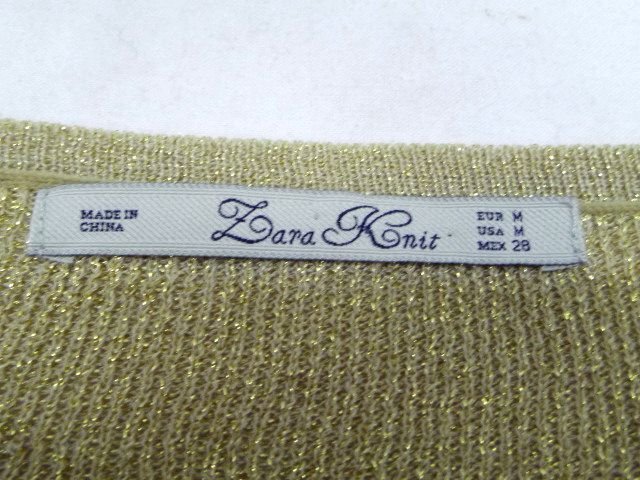 MADE IN
CHINA
Zara Knit
EUR M
USA M
MEX 28